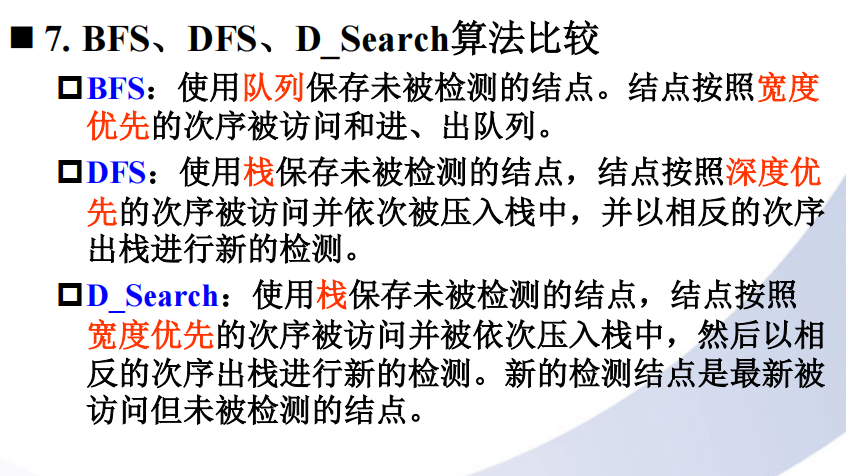 7. BFS、DFS、D_Search算法比较
BFS：使用队列保存未被检测的结点。结点按照宽度
优先的次序被访问和进、出队列。
DFS：使用栈保存未被检测的结点，结点按照深度优
先的次序被访问并依次被压入栈中，并以相反的次序
出栈进行新的检测。
D_Search：使用栈保存未被检测的结点，结点按照
宽度优先的次序被访问并被依次压入栈中，然后以相
反的次序出栈进行新的检测。新的检测结点是最新被
访问但未被检测的结点。